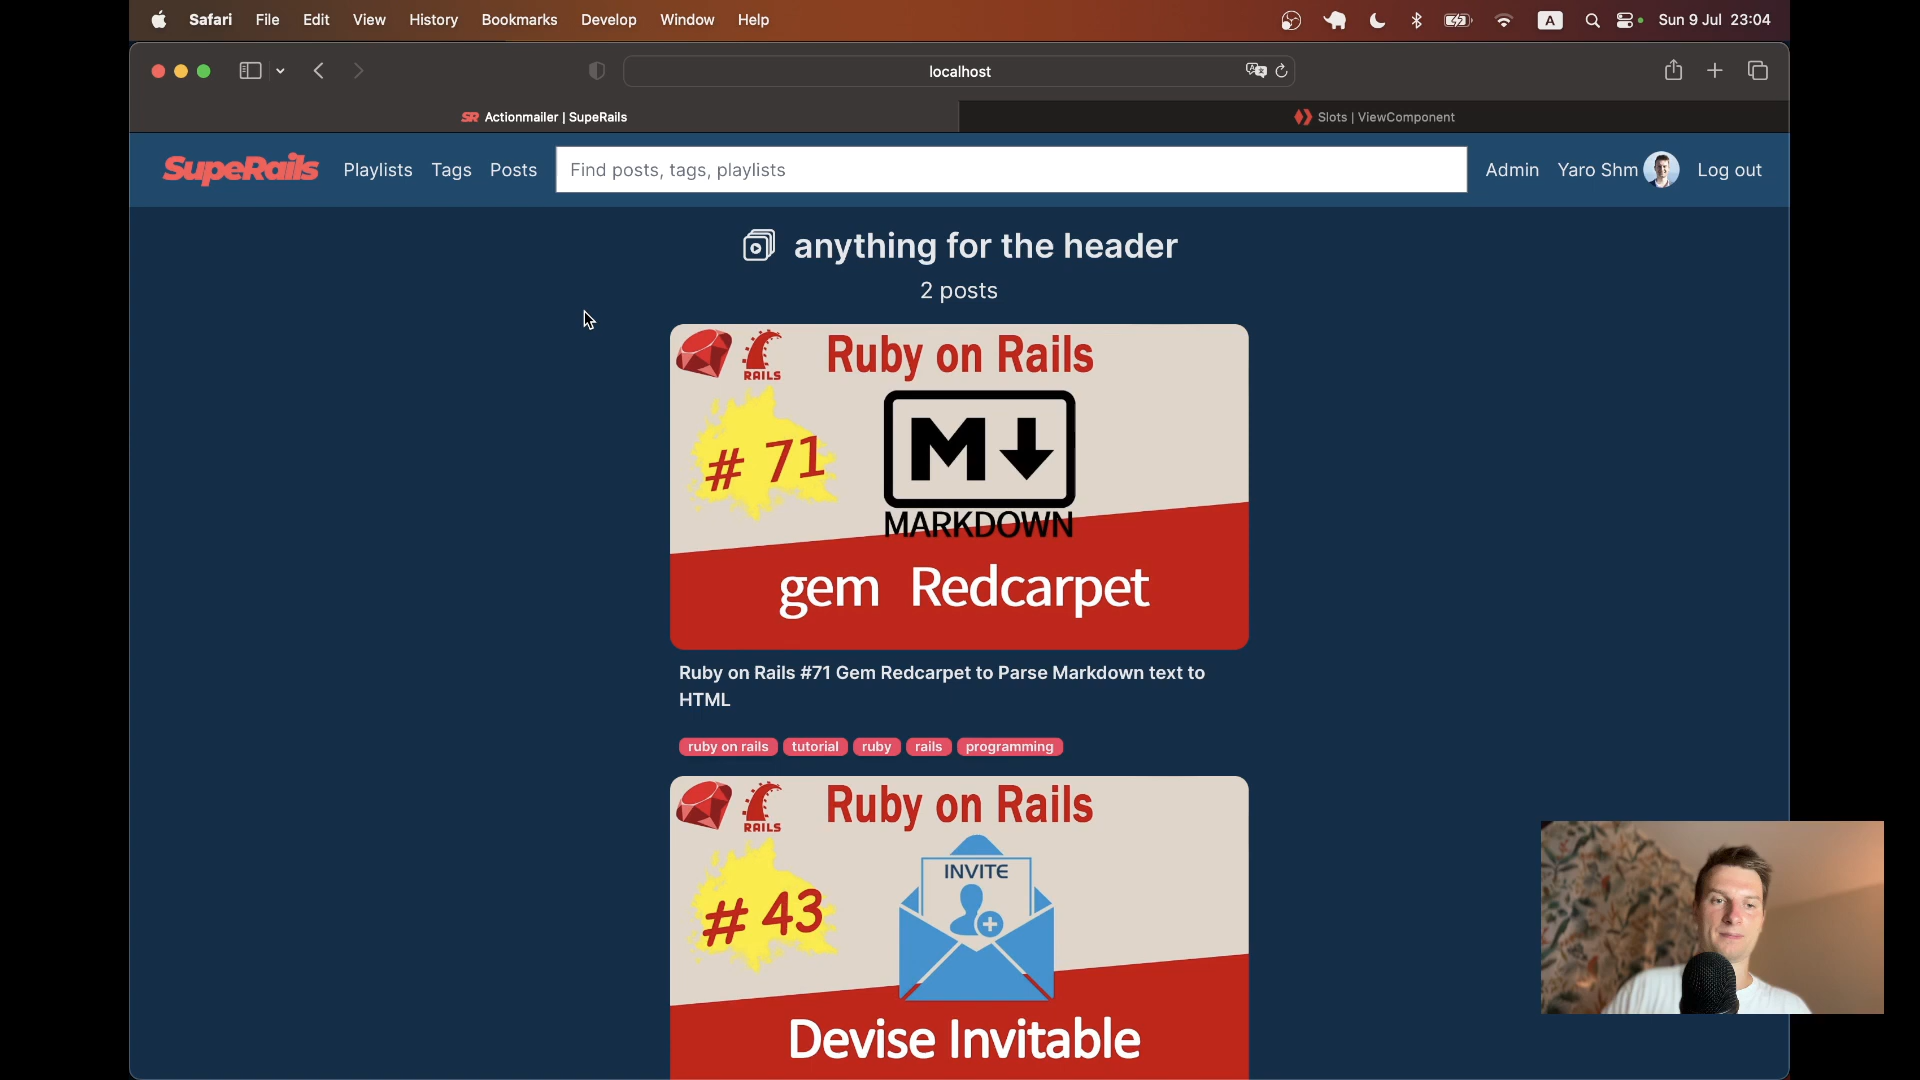 Safari File Edit View History Bookmarks Develop Window Help
A
Sun 9 Jul 23:04
localhost
SR Actionmailer | SupeRails
Slots | ViewComponent
SupeRails
Playlists Tags Posts
Find posts, tags, playlists
Admin Yaro Shm Log out
anything for the header
2 posts
RAILS
Ruby on Rails
# 71
M
MARKDOWN
gem Redcarpet
Ruby on Rails #71 Gem Redcarpet to Parse Markdown text to
HTML
ruby on rails tutorial ruby rails programming
RAILS
Ruby on Rails
# 43
INVITE
Devise Invitable